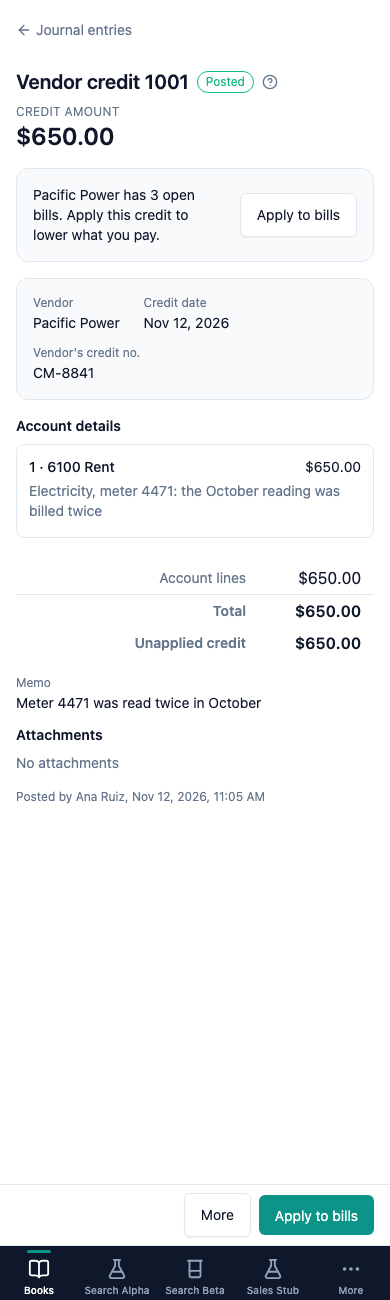 Journal entries
Vendor credit 1001 Posted
CREDIT AMOUNT
$650.00
Pacific Power has 3 open
bills. Apply this credit to
lower what you pay.
Apply to bills
Vendor Credit date
Pacific Power Nov 12, 2026
Vendor's credit no.
CM-8841
Account details
1 · 6100 Rent $650.00
Electricity, meter 4471: the October reading was
billed twice
Account lines $650.00
Total $650.00
Unapplied credit $650.00
Memo
Meter 4471 was read twice in October
Attachments
No attachments
Posted by Ana Ruiz, Nov 12, 2026, 11:05 AM
More Apply to bills
Books Search Alpha Search Beta Sales Stub More